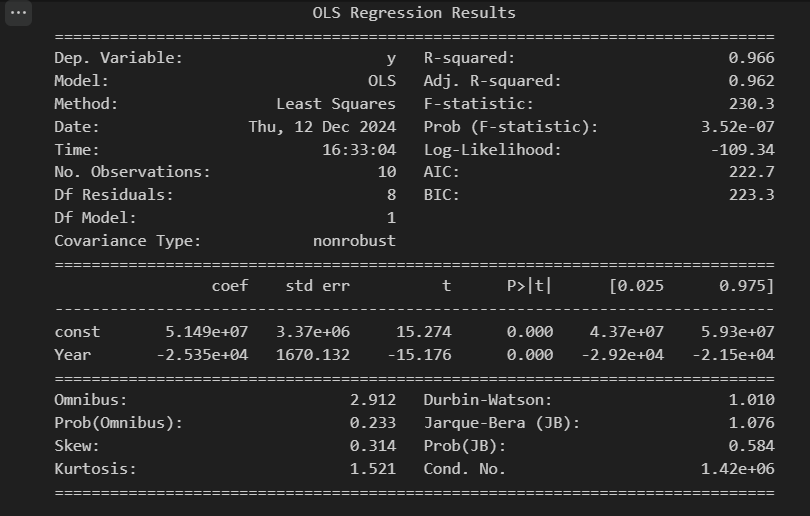 OLS Regression Results
==============================================================================
Dep. Variable:                      y   R-squared:                       0.966
Model:                            OLS   Adj. R-squared:                  0.962
Method:                 Least Squares   F-statistic:                     230.3
Date:                Thu, 12 Dec 2024   Prob (F-statistic):           3.52e-07
Time:                        16:33:04   Log-Likelihood:                -109.34
No. Observations:                  10   AIC:                             222.7
Df Residuals:                       8   BIC:                             223.3
Df Model:                           1
Covariance Type:            nonrobust
==============================================================================
                 coef    std err          t      P>|t|      [0.025      0.975]
------------------------------------------------------------------------------
const       5.149e+07   3.37e+06     15.274      0.000    4.37e+07    5.93e+07
Year       -2.535e+04   1670.132    -15.176      0.000   -2.92e+04   -2.15e+04
==============================================================================
Omnibus:                        2.912   Durbin-Watson:                   1.010
Prob(Omnibus):                  0.233   Jarque-Bera (JB):                1.076
Skew:                           0.314   Prob(JB):                        0.584
Kurtosis:                       1.521   Cond. No.                     1.42e+06
==============================================================================